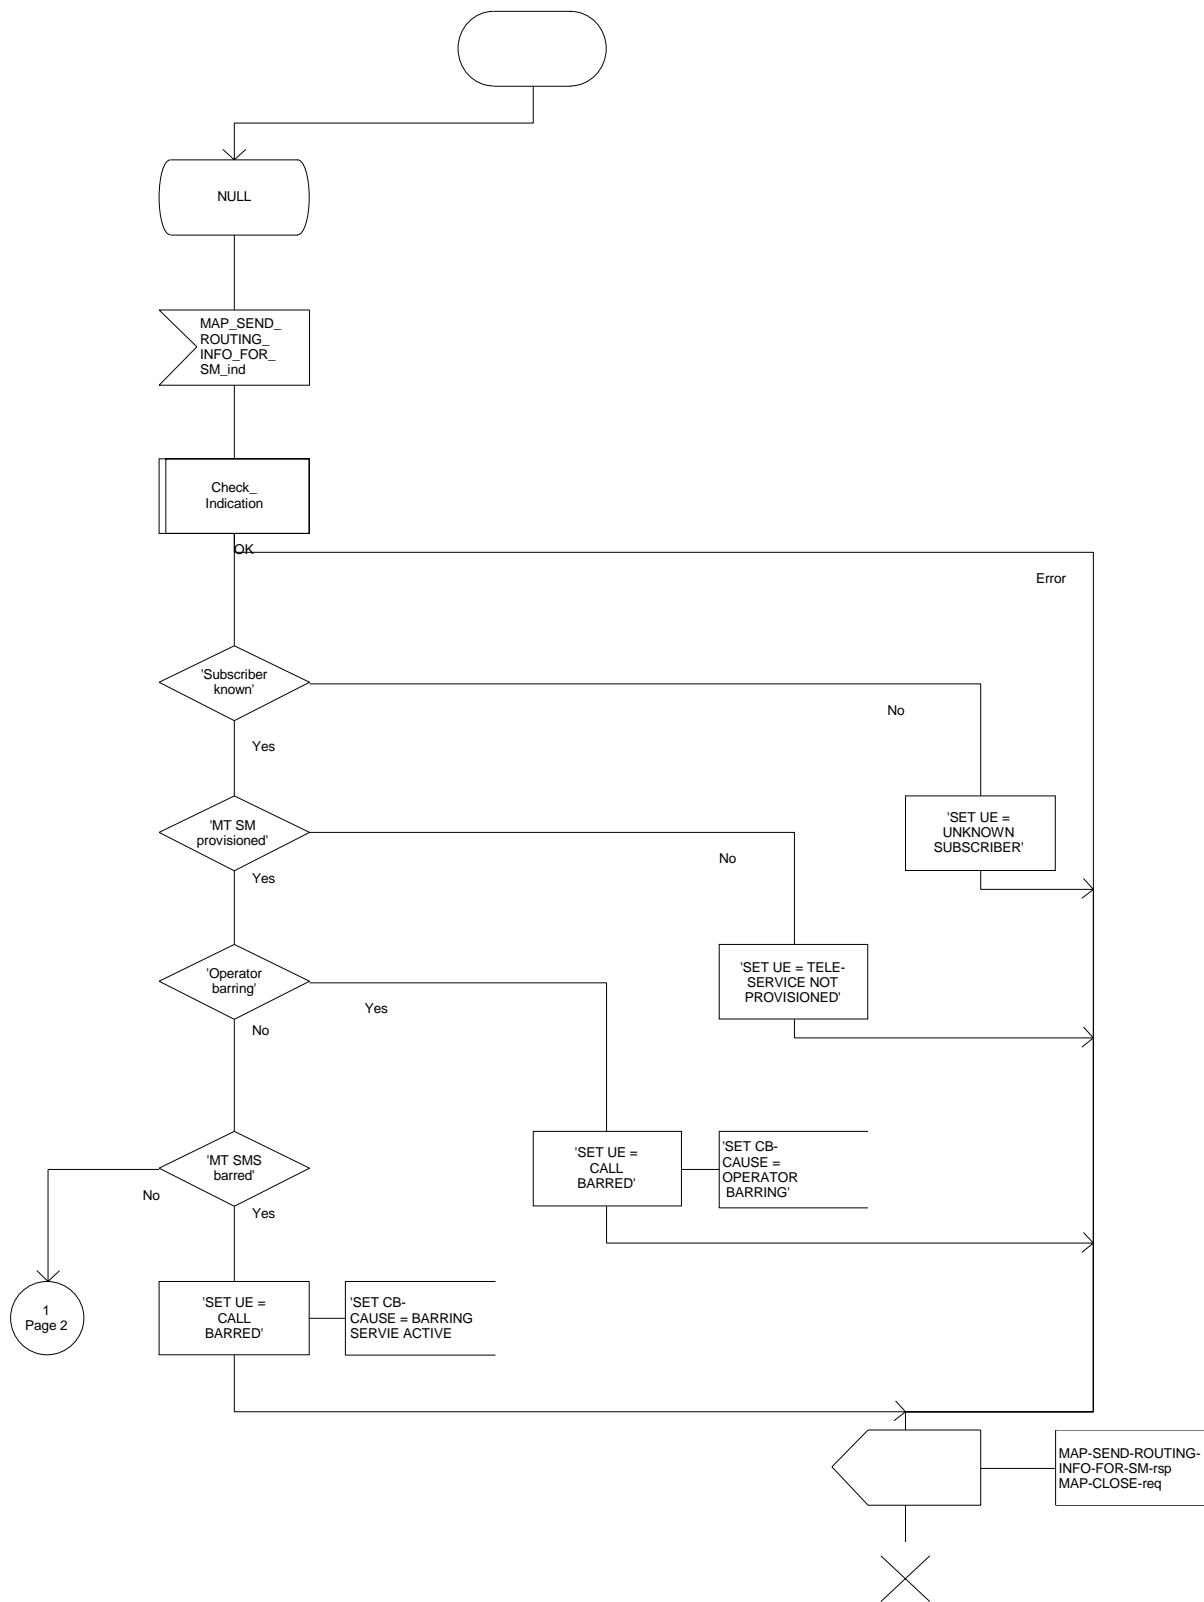 NULL
MAP_SEND_
ROUTING_
INFO_FOR_
SM_ind
Check_
Indication
OK
Error
'Subscriber
known'
No
Yes
'MT SM
provisioned'
No
Yes
'SET UE =
UNKNOWN
SUBSCRIBER'
'Operator
barring'
Yes
No
'SET UE = TELE-
SERVICE NOT
PROVISIONED'
'MT SMS
barred'
No
Yes
'SET UE =
CALL
BARRED'
'SET CB-
CAUSE =
OPERATOR
BARRING'
1
Page 2
'SET UE =
CALL
BARRED'
'SET CB-
CAUSE = BARRING
SERVIE ACTIVE
MAP-SEND-ROUTING-
INFO-FOR-SM-rsp
MAP-CLOSE-req